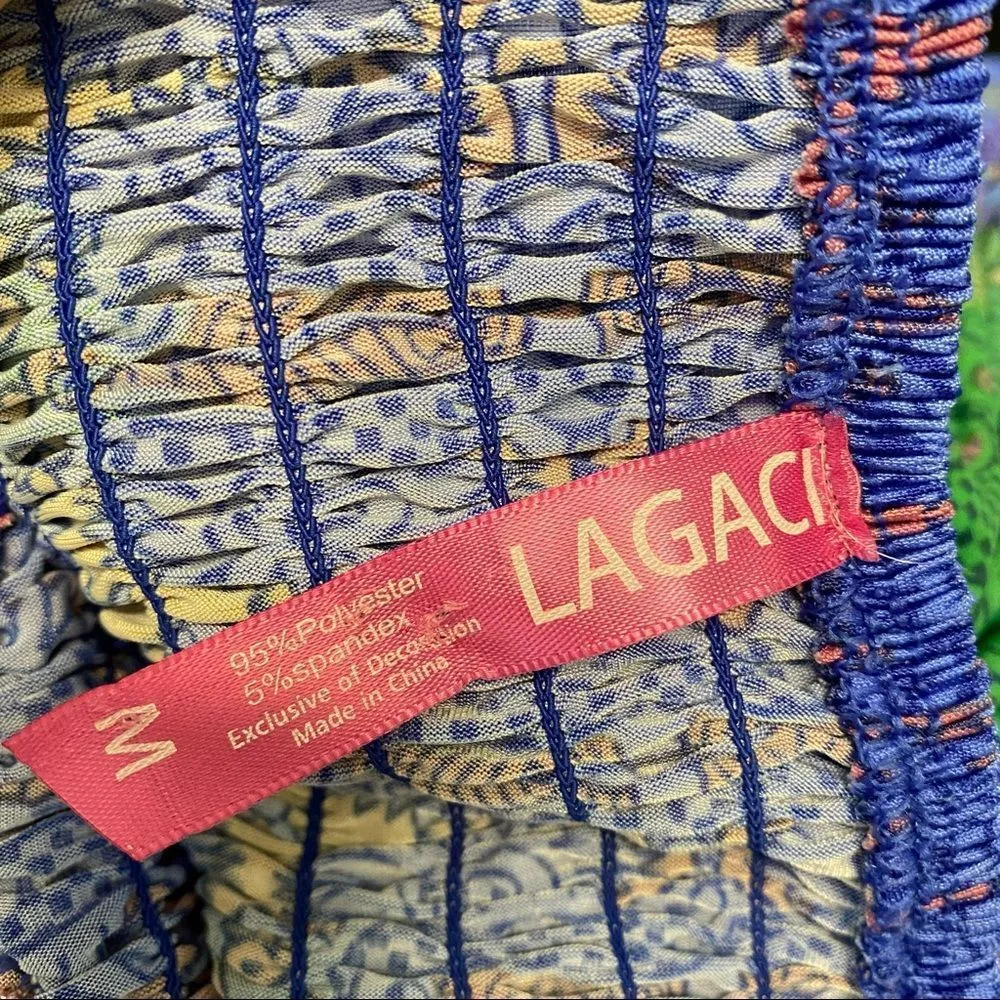 LAGACI
95%Polyester
5%spandex
Exclusive of Decoration
Made in China
M